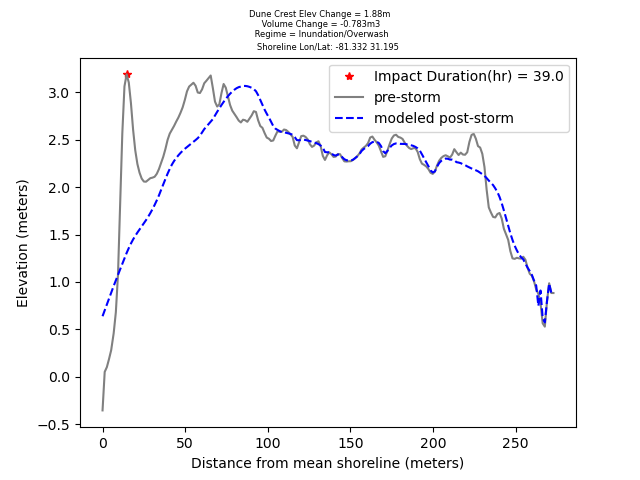 Dune Crest Elev Change = 1.88m
Volume Change = -0.783m3
Regime = Inundation/Overwash
Shoreline Lon/Lat: -81.332 31.195
Impact Duration(hr) = 39.0
pre-storm
modeled post-storm
Elevation (meters)
3.0
2.5
2.0
1.5
1.0
0.5
0.0
−0.5
0 50 100 150 200 250
Distance from mean shoreline (meters)